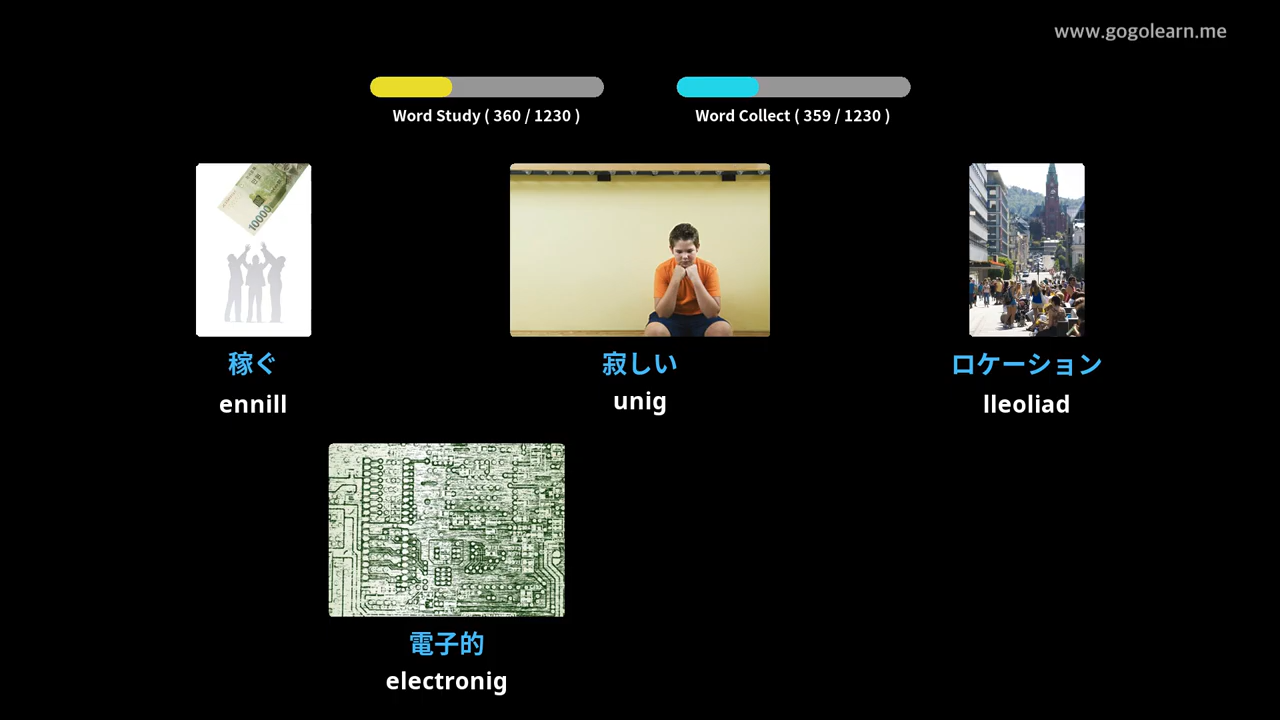 www.gogolearn.me
Word Study ( 360 / 1230 )
Word Collect ( 359 / 1230 )
10000
稼ぐ
寂しい
ロケーション
ennill
unig
lleoliad
電子的
electronig